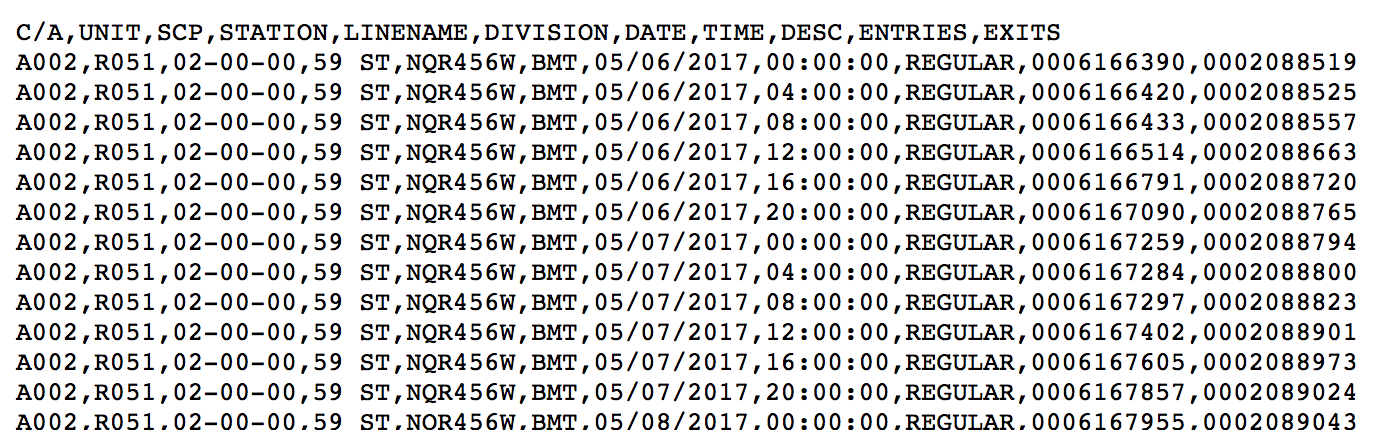 C/A,UNIT,SCP,STATION,LINENAME,DIVISION,DATE,TIME,DESC,ENTRIES,EXITS
A002,R051,02-00-00,59 ST,NQR456W,BMT,05/06/2017,00:00:00,REGULAR,0006166390,0002088519
A002,R051,02-00-00,59 ST,NQR456W,BMT,05/06/2017,04:00:00,REGULAR,0006166420,0002088525
A002,R051,02-00-00,59 ST,NQR456W,BMT,05/06/2017,08:00:00,REGULAR,0006166433,0002088557
A002,R051,02-00-00,59 ST,NQR456W,BMT,05/06/2017,12:00:00,REGULAR,0006166514,0002088663
A002,R051,02-00-00,59 ST,NQR456W,BMT,05/06/2017,16:00:00,REGULAR,0006166791,0002088720
A002,R051,02-00-00,59 ST,NQR456W,BMT,05/06/2017,20:00:00,REGULAR,0006167090,0002088765
A002,R051,02-00-00,59 ST,NQR456W,BMT,05/07/2017,00:00:00,REGULAR,0006167259,0002088794
A002,R051,02-00-00,59 ST,NQR456W,BMT,05/07/2017,04:00:00,REGULAR,0006167284,0002088800
A002,R051,02-00-00,59 ST,NQR456W,BMT,05/07/2017,08:00:00,REGULAR,0006167297,0002088823
A002,R051,02-00-00,59 ST,NQR456W,BMT,05/07/2017,12:00:00,REGULAR,0006167402,0002088901
A002,R051,02-00-00,59 ST,NQR456W,BMT,05/07/2017,16:00:00,REGULAR,0006167605,0002088973
A002,R051,02-00-00,59 ST,NQR456W,BMT,05/07/2017,20:00:00,REGULAR,0006167857,0002089024
A002,R051,02-00-00,59 ST,NQR456W,BMT,05/08/2017,00:00:00,REGULAR,0006167955,0002089043